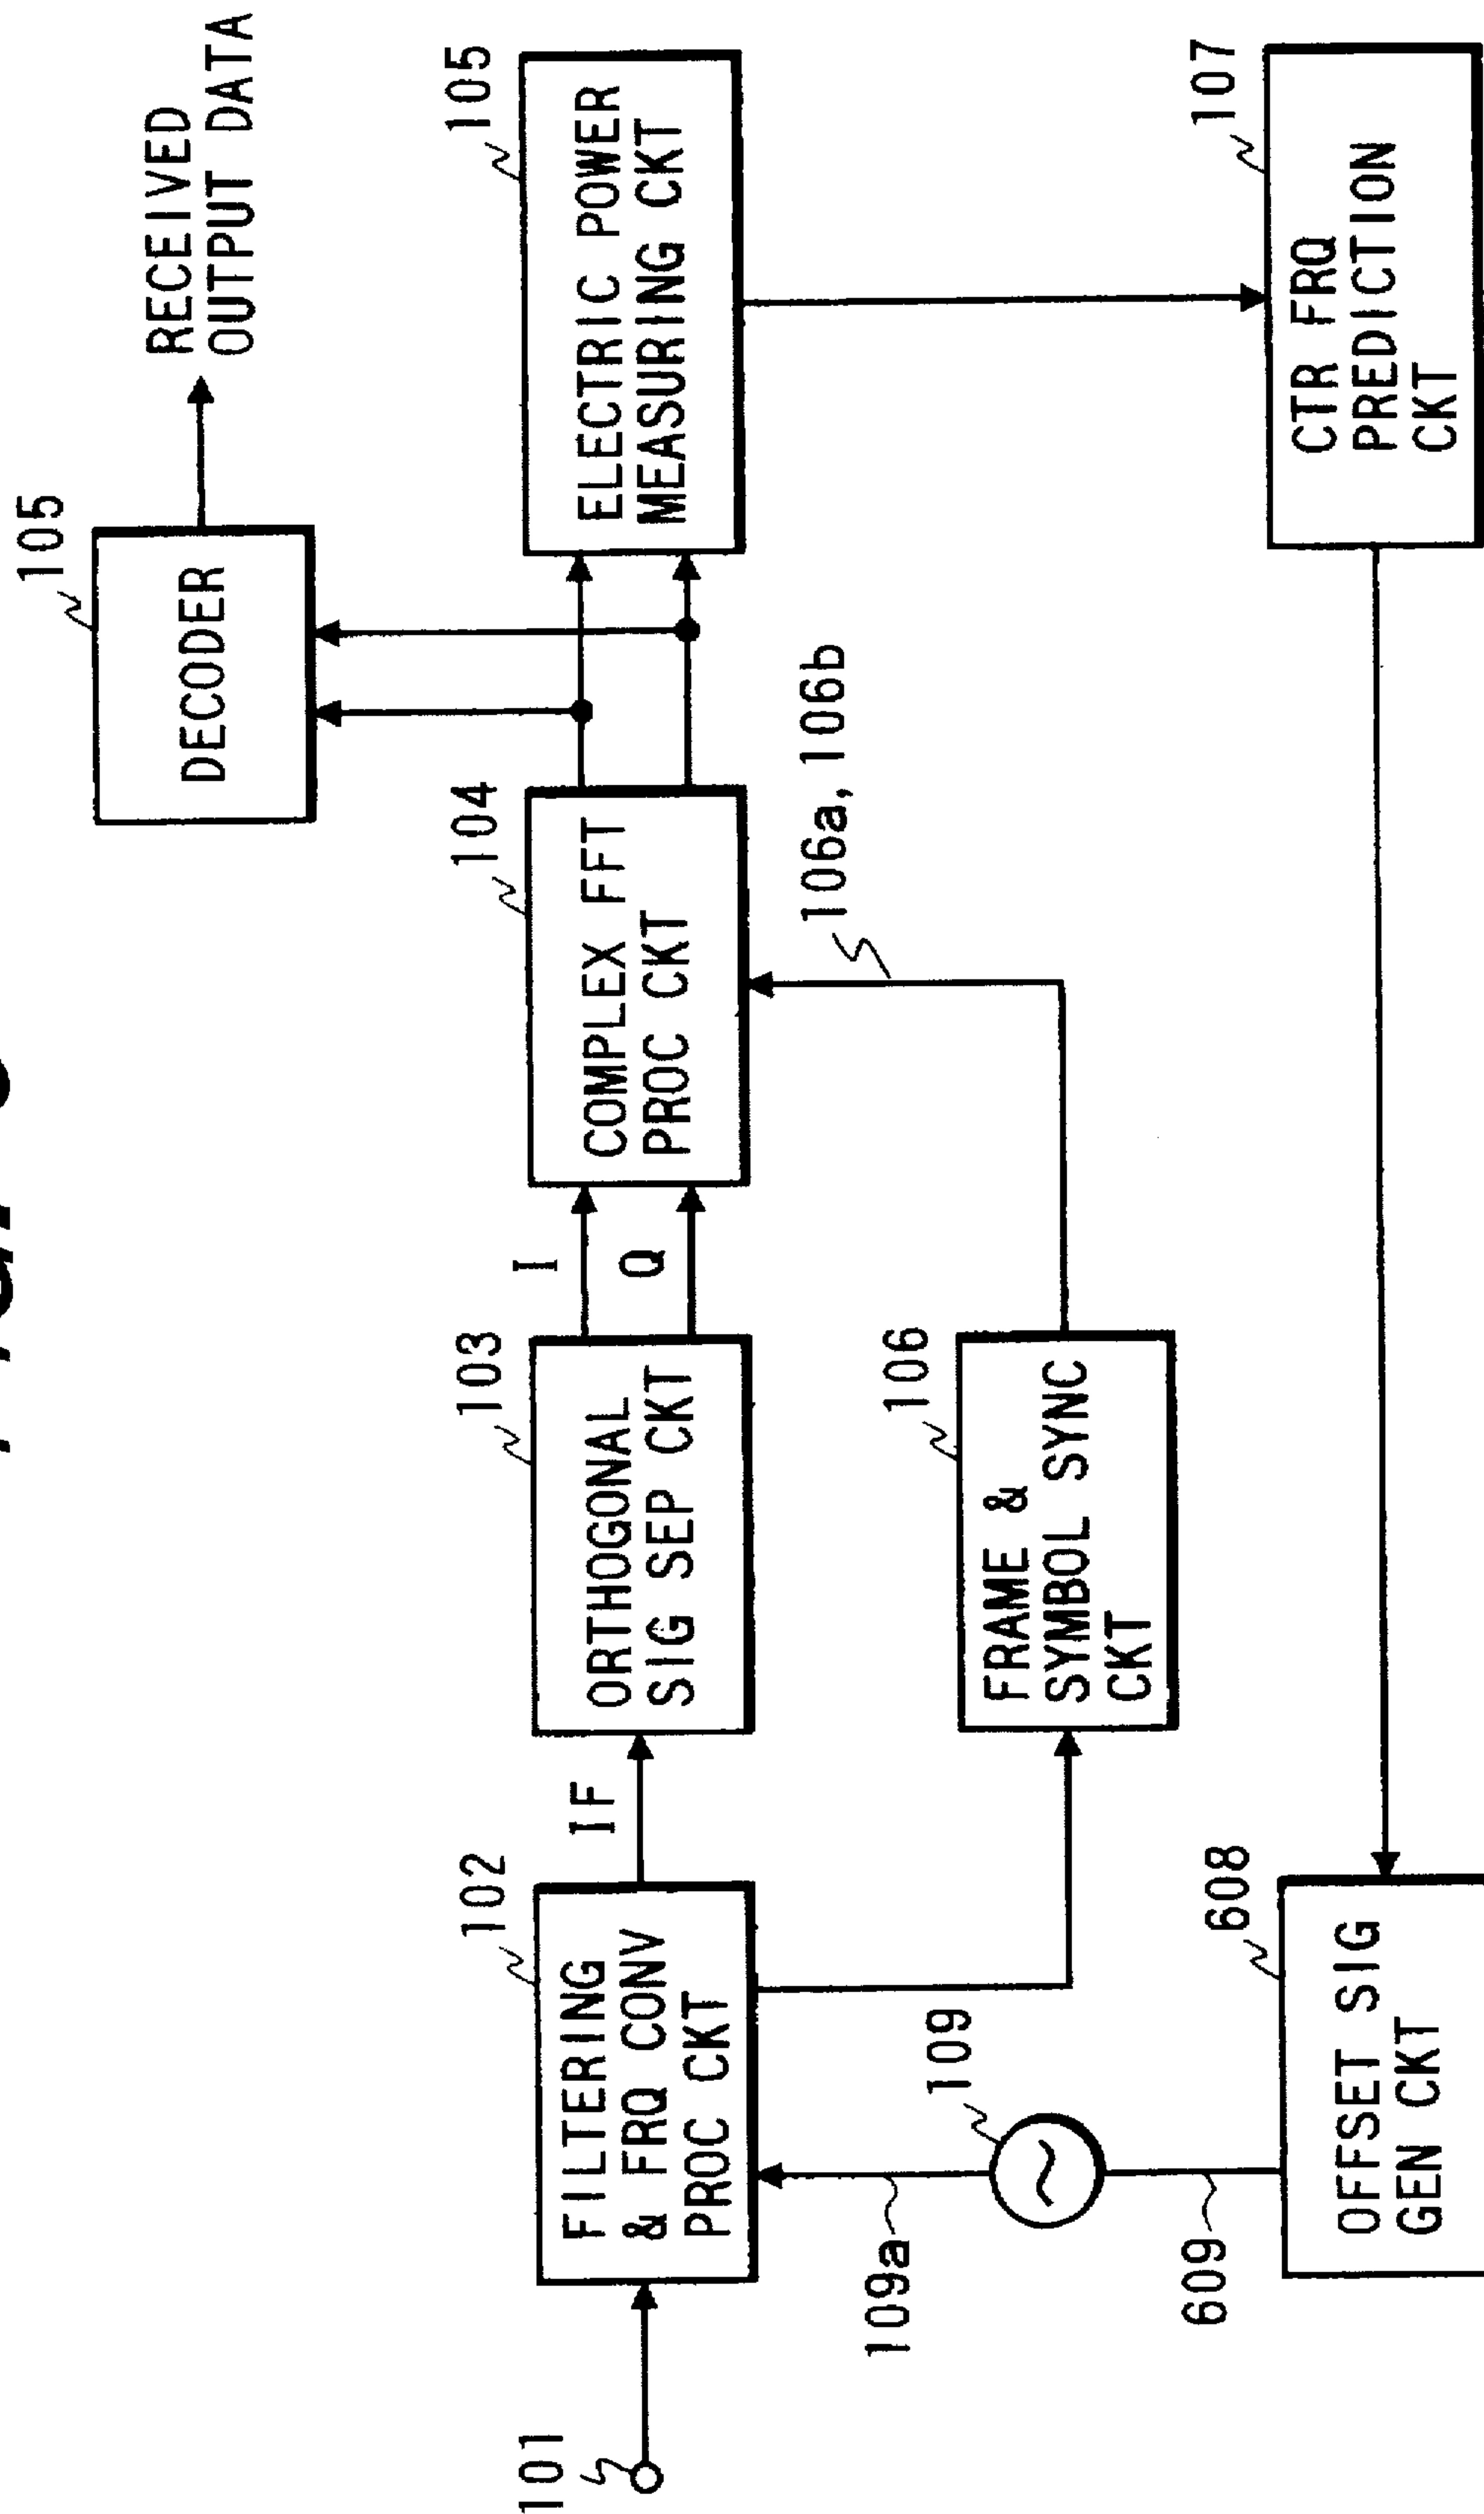 105
DECODER
RECEIVED
OUTPUT DATA
101
102
FILTERING
& FRQ CONV
PROC CKT
IF
103
ORTHOGONAL
SIG SEP CKT
I
Q
104
COMPLEX FFT
PROC CKT
105
ELECTRIC POWER
MEASURING CKT
106a, 106b
106
FRAME &
SYMBOL SYNC
CKT
109a
109
609
608
OFFSET SIG
GEN CKT
107
CTR FRQ
PREDICTION
CKT